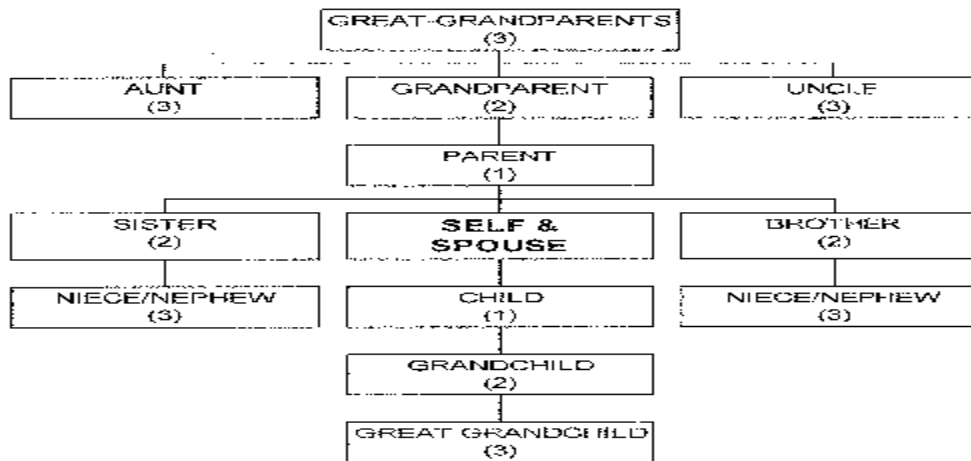 GREAT-GRANDPARENTS
(3)
AUNT
(3)
GRANDPARENT
(2)
UNCLE
(3)
PARENT
(1)
SISTER
(2)
SELF &
SPOUSE
BROTHER
(2)
NIECE/NEPHEW
(3)
CHILD
(1)
NIECE/NEPHEW
(3)
GRANDCHILD
(2)
GREAT GRANDCHILD
(3)